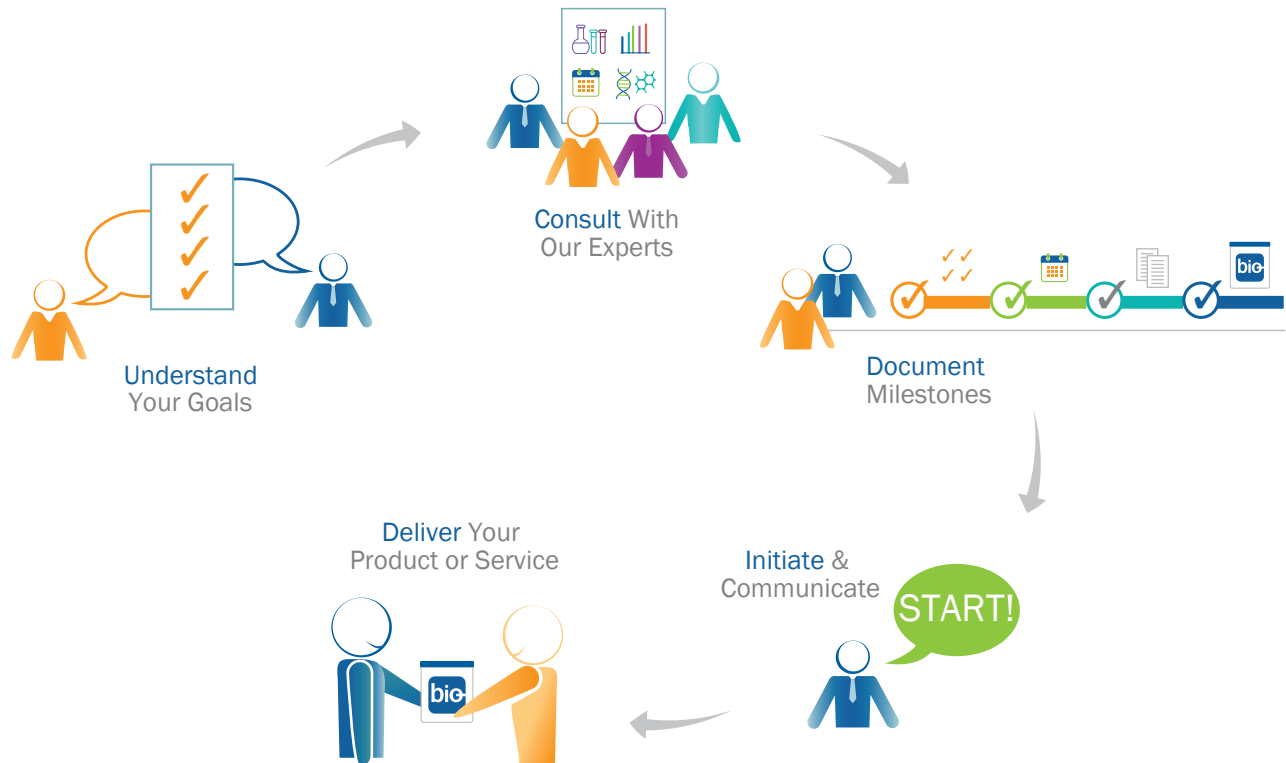 Consult With
Our Experts
Understand
Your Goals
bio
Document
Milestones
Initiate &
Communicate
START!
Deliver Your
Product or Service
bio